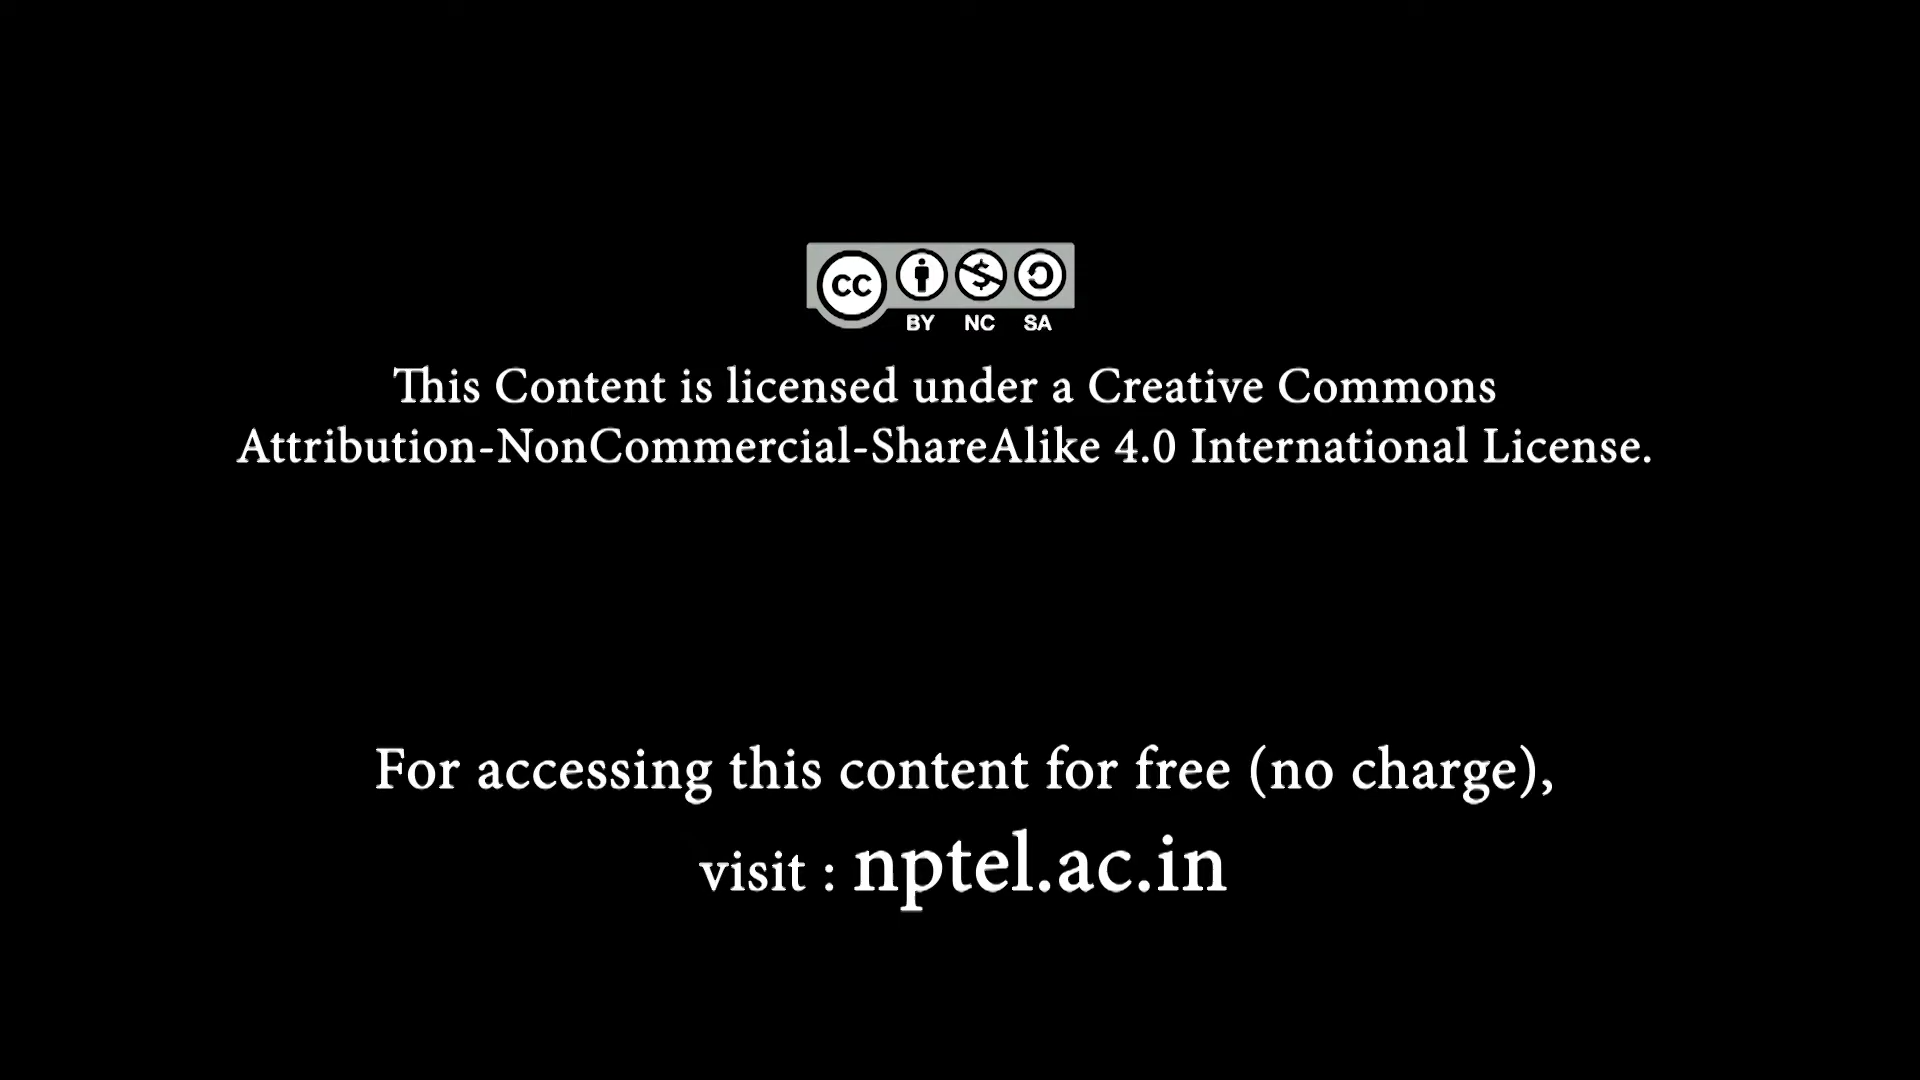 cc BY NC SA
This Content is licensed under a Creative Commons
Attribution-NonCommercial-ShareAlike 4.0 International License.
For accessing this content for free (no charge),
visit : nptel.ac.in